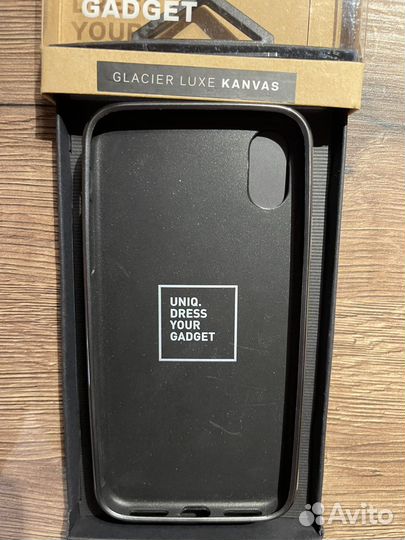 GADGET
YOUR
GLACIER LUXE KANVAS
UNIQ.
DRESS
YOUR
GADGET
Avito